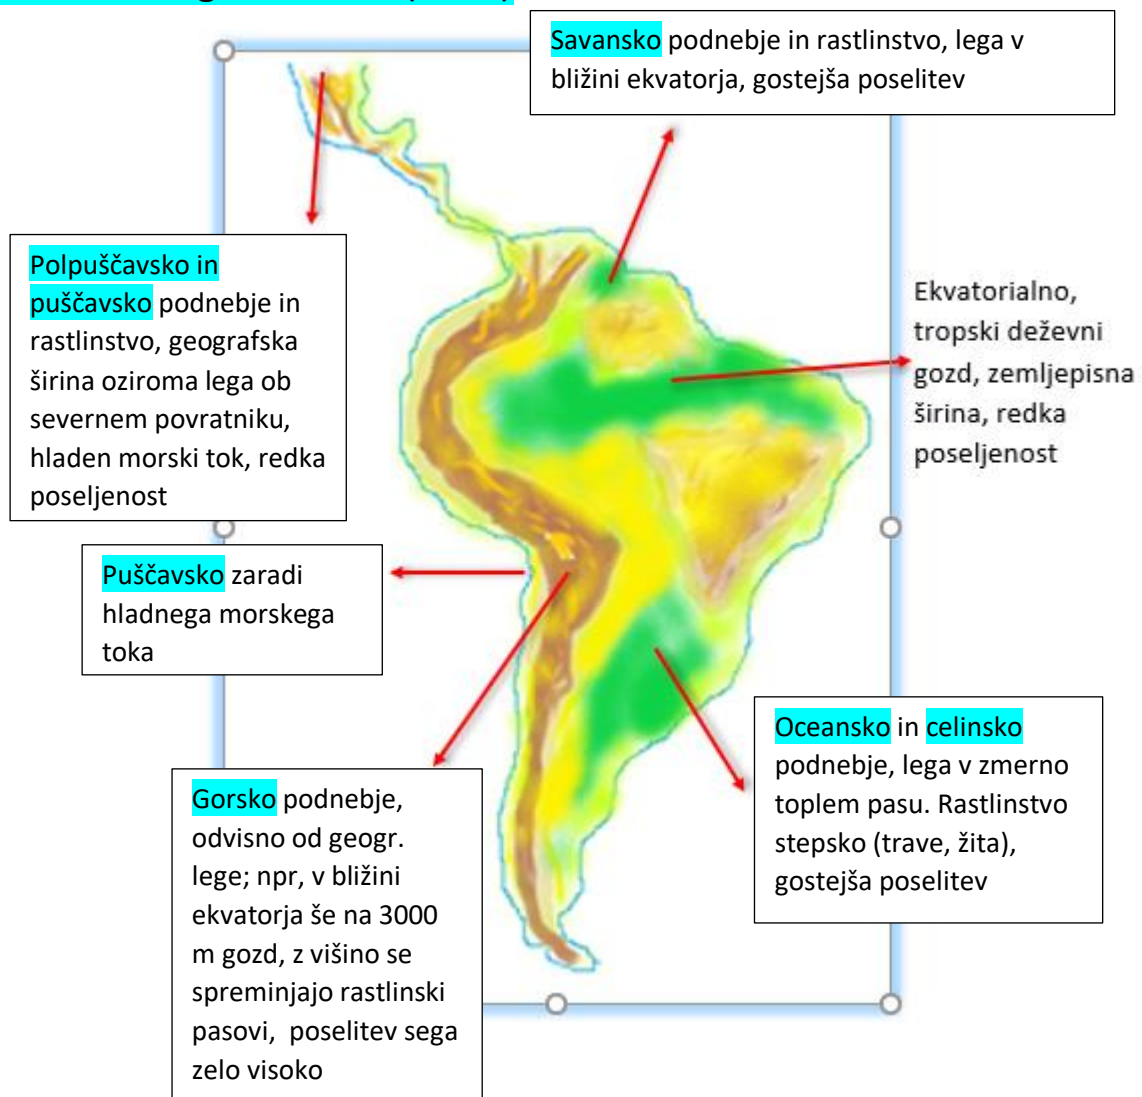 Savansko podnebje in rastlinstvo, lega v
bližini ekvatorja, gostejša poselitev
Polpuščavsko in
puščavsko podnebje in
rastlinstvo, geografska
širina oziroma lega ob
severnem povratniku,
hladen morski tok, redka
poseljenost
Ekvatorialno,
tropski deževni
gozd, zemljepisna
širina, redka
poseljenost
Puščavsko zaradi
hladnega morskega
toka
Oceansko in celinsko
podnebje, lega v zmerno
toplem pasu. Rastlinstvo
stepsko (trave, žita),
gostejša poselitev
Gorsko podnebje,
odvisno od geogr.
lege; npr, v bližini
ekvatorja še na 3000
m gozd, z višino se
spreminjajo rastlinski
pasovi, poselitev sega
zelo visoko